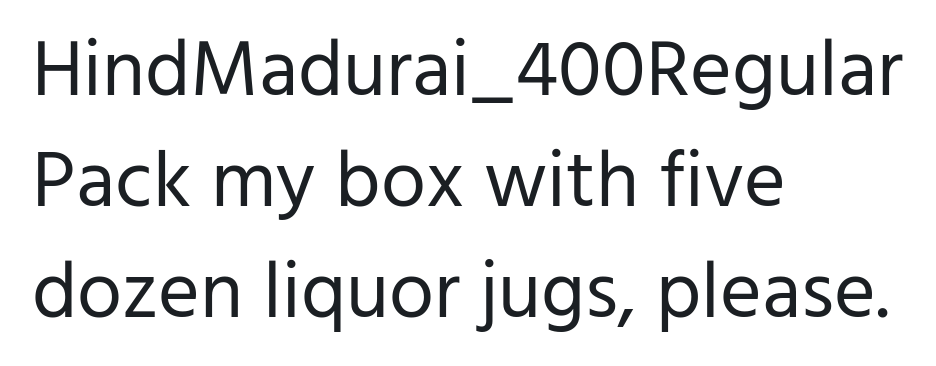 HindMadurai_400Regular
Pack my box with five
dozen liquor jugs, please.